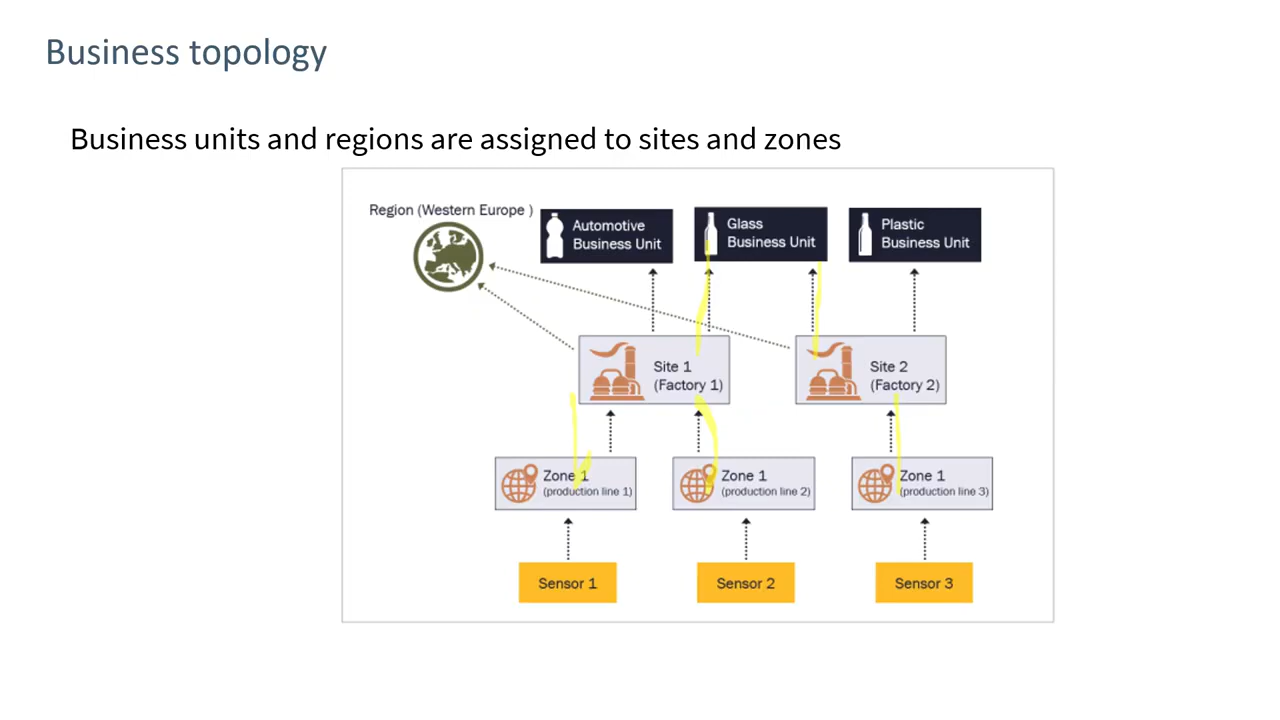 Business topology
Business units and regions are assigned to sites and zones
Region (Western Europe )
Automotive
Business Unit
Glass
Business Unit
Plastic
Business Unit
Site 1
(Factory 1)
Site 2
(Factory 2)
Zone 1
(production line 1)
Zone 1
(production line 2)
Zone 1
(production line 3)
Sensor 1
Sensor 2
Sensor 3